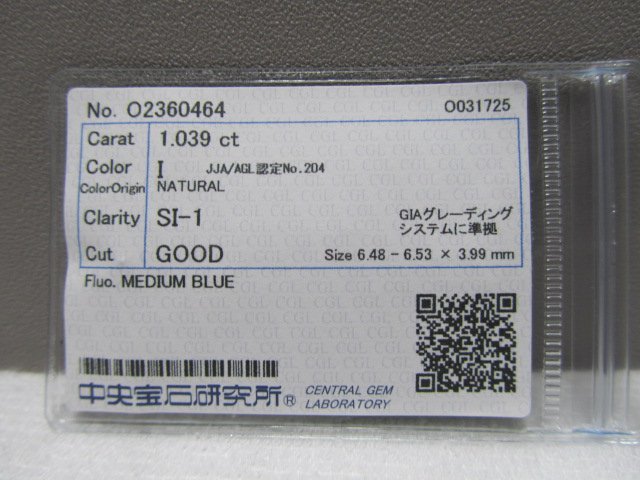 No. O2360464 O031725
Carat 1.039 ct
Color I JJA/AGL認定No.204
ColorOrigin NATURAL
Clarity SI-1 GIAグレーディング
システムに準拠
Cut GOOD Size 6.48 - 6.53 × 3.99 mm
Fluo. MEDIUM BLUE
中央宝石研究所® CENTRAL GEM
LABORATORY